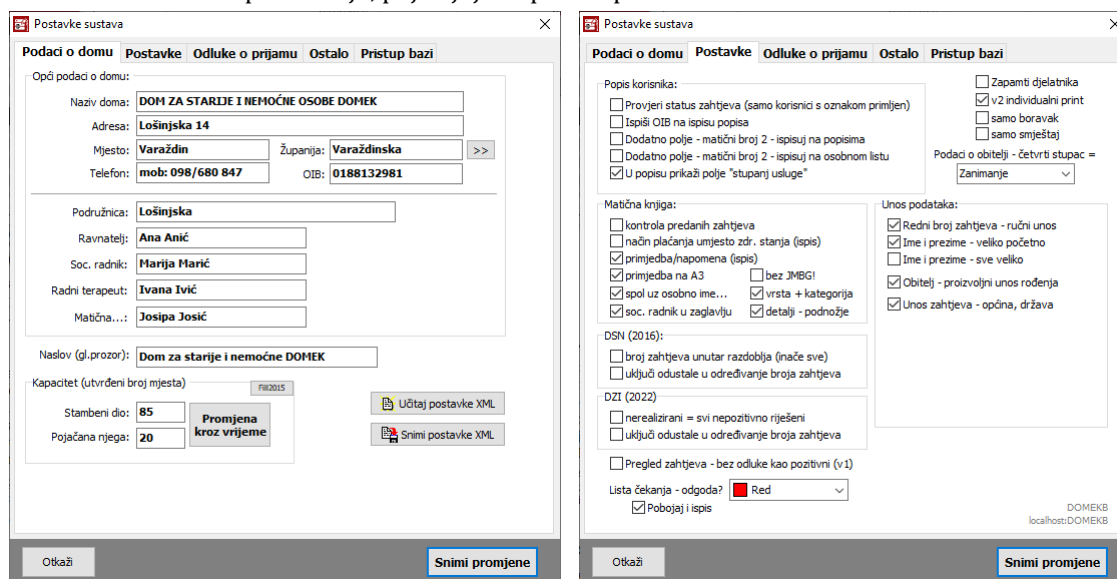 Postavke sustava
Podaci o domu Postavke Odluke o prijamu Ostalo Pristup bazi
Opći podaci o domu:
Naziv doma: DOM ZA STARIJE I NEMOĆNE OSOBE DOMEK
Adresa: Lošinjska 14
Mjesto: Varaždin Županija: Varaždinska >>
Telefon: mob: 098/680 847 OIB: 0188132981
Podružnica: Lošinjska
Ravnatelj: Ana Anić
Soc. radnik: Marija Marić
Radni terapeut: Ivana Ivić
Matična...: Josipa Josić
Naslov (gl.prozor): Dom za starije i nemoćne DOMEK
Kapacitet (utvrđeni broj mjesta) Fill2015
Stambeni dio: 85
Pojačana njega: 20
Promjena
kroz vrijeme
Učitaj postavke XML
Snimi postavke XML
Otkaži Snimi promjene
Postavke sustava
Podaci o domu Postavke Odluke o prijamu Ostalo Pristup bazi
Popis korisnika:
Provjeri status zahtjeva (samo korisnici s oznakom primljen)
Ispiši OIB na ispisu popisa
Dodatno polje - matični broj 2 - ispisuj na popisima
Dodatno polje - matični broj 2 - ispisuj na osobnom listu
U popisu prikaži polje "stupanj usluge"
Zapamti djelatnika
v2 individualni print
samo boravak
samo smještaj
Podaci o obitelji - četvrti stupac =
Zanimanje
Matična knjiga:
kontrola predanih zahtjeva
način plaćanja umjesto zdr. stanja (ispis)
primjedba/napomena (ispis)
primjedba na A3 bez JMBG!
spol uz osobno ime... vrsta + kategorija
soc. radnik u zaglavlju detalji - podnožje
Unos podataka:
Redni broj zahtjeva - ručni unos
Ime i prezime - veliko početno
Ime i prezime - sve veliko
Obitelj - proizvoljni unos rođenja
Unos zahtjeva - općina, država
DSN (2016):
broj zahtjeva unutar razdoblja (inače sve)
uključi odustale u određivanje broja zahtjeva
DZI (2022)
nerealizirani = svi nepozitivno riješeni
uključi odustale u određivanje broja zahtjeva
Pregled zahtjeva - bez odluke kao pozitivni (v1)
Lista čekanja - odgoda? Red
Pobojaj i ispis
DOMEKB
localhost:DOMEKB
Otkaži Snimi promjene